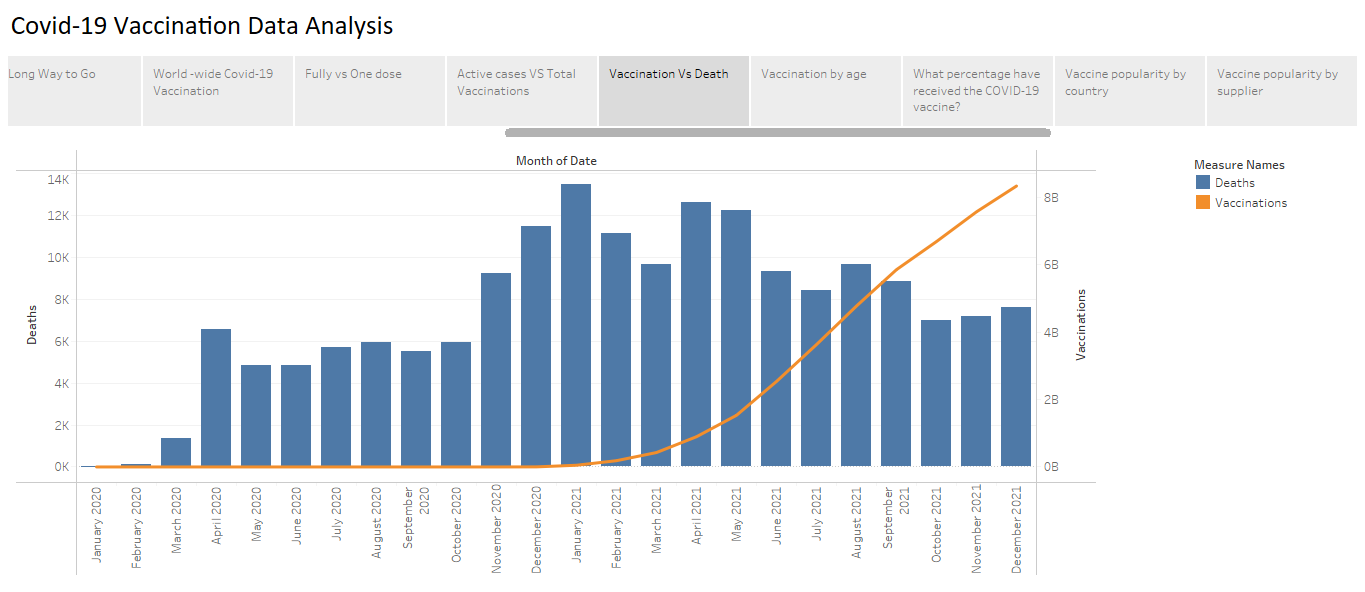 Covid-19 Vaccination Data Analysis
Long Way to Go
World -wide Covid-19
Vaccination
Fully vs One dose
Active cases VS Total
Vaccinations
Vaccination Vs Death
Vaccination by age
What percentage have
received the COVID-19
vaccine?
Vaccine popularity by
country
Vaccine popularity by
supplier
Month of Date
Measure Names
Deaths
Vaccinations
14K
12K
10K
8K
6K
4K
2K
0K
Deaths
8B
6B
4B
2B
0B
Vaccinations
January 2020
February 2020
March 2020
April 2020
May 2020
June 2020
July 2020
August 2020
September
2020
October 2020
November 2020
December 2020
January 2021
February 2021
March 2021
April 2021
May 2021
June 2021
July 2021
August 2021
September
2021
October 2021
November 2021
December 2021